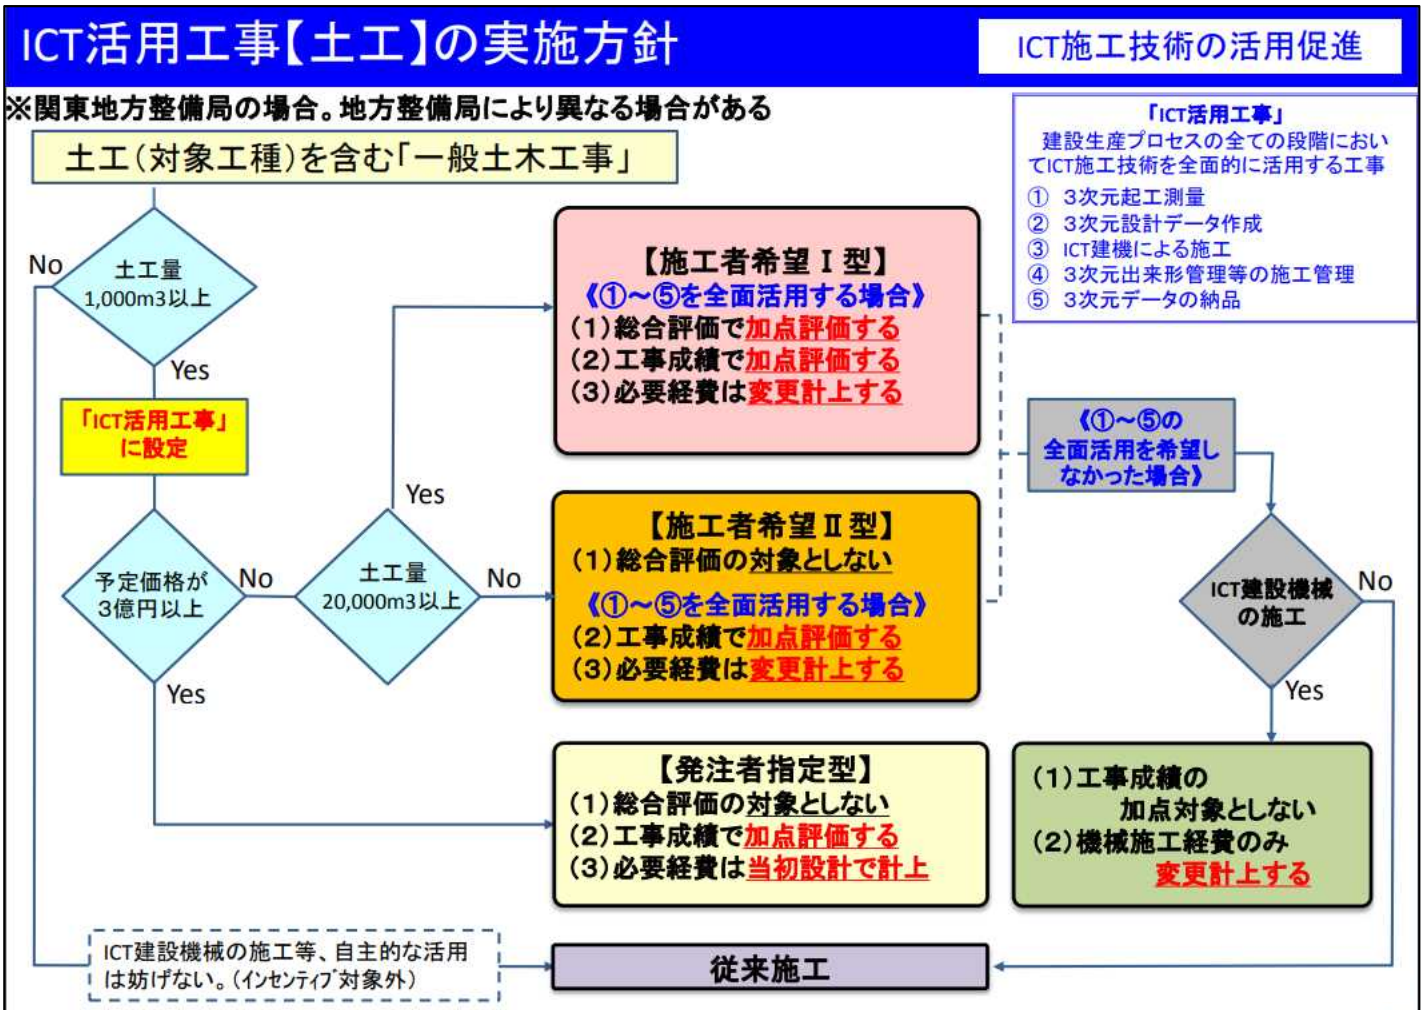 ICT活用工事【土工】の実施方針
ICT施工技術の活用促進
※関東地方整備局の場合。地方整備局により異なる場合がある
土工(対象工種)を含む「一般土木工事」
「ICT活用工事」
建設生産プロセスの全ての段階におい
てICT施工技術を全面的に活用する工事
① 3次元起工測量
② 3次元設計データ作成
③ ICT建機による施工
④ 3次元出来形管理等の施工管理
⑤ 3次元データの納品
No
土工量
1,000m3以上
Yes
「ICT活用工事」
に設定
予定価格が
3億円以上
No
Yes
土工量
20,000m3以上
Yes
No
【施工者希望Ⅰ型】
《①～⑤を全面活用する場合》
(1)総合評価で加点評価する
(2)工事成績で加点評価する
(3)必要経費は変更計上する
【施工者希望Ⅱ型】
(1)総合評価の対象としない
《①～⑤を全面活用する場合》
(2)工事成績で加点評価する
(3)必要経費は変更計上する
【発注者指定型】
(1)総合評価の対象としない
(2)工事成績で加点評価する
(3)必要経費は当初設計で計上
《①～⑤の
全面活用を希望し
なかった場合》
ICT建設機械
の施工
No
Yes
(1)工事成績の
加点対象としない
(2)機械施工経費のみ
変更計上する
ICT建設機械の施工等、自主的な活用
は妨げない。(インセンティブ対象外)
従来施工